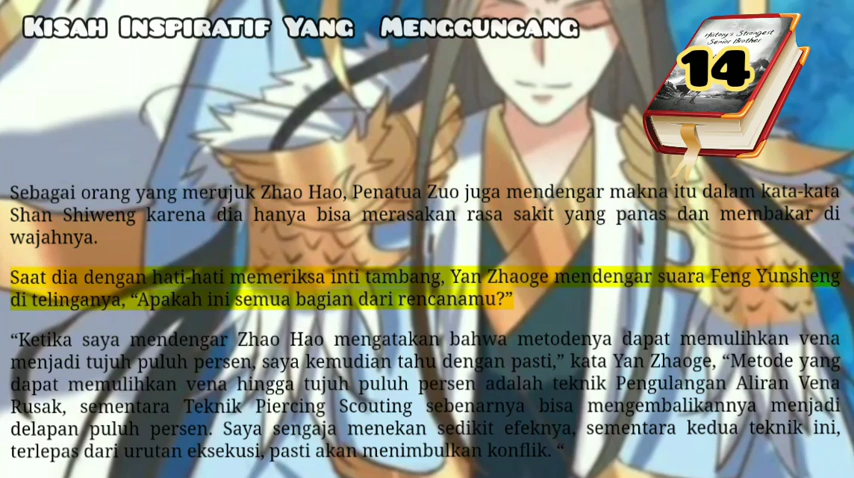 Kisah Inspiratif Yang Mengguncang
History's Strongest
Senior Brother
14
Sebagai orang yang merujuk Zhao Hao, Penatua Zuo juga mendengar makna itu dalam kata-kata
Shan Shiweng karena dia hanya bisa merasakan rasa sakit yang panas dan membakar di
wajahnya.
Saat dia dengan hati-hati memeriksa inti tambang, Yan Zhaoge mendengar suara Feng Yunsheng
di telinganya, “Apakah ini semua bagian dari rencanamu?”
“Ketika saya mendengar Zhao Hao mengatakan bahwa metodenya dapat memulihkan vena
menjadi tujuh puluh persen, saya kemudian tahu dengan pasti,” kata Yan Zhaoge, “Metode yang
dapat memulihkan vena hingga tujuh puluh persen adalah teknik Pengulangan Aliran Vena
Rusak, sementara Teknik Piercing Scouting sebenarnya bisa mengembalikannya menjadi
delapan puluh persen. Saya sengaja menekan sedikit efeknya, sementara kedua teknik ini,
terlepas dari urutan eksekusi, pasti akan menimbulkan konflik. “